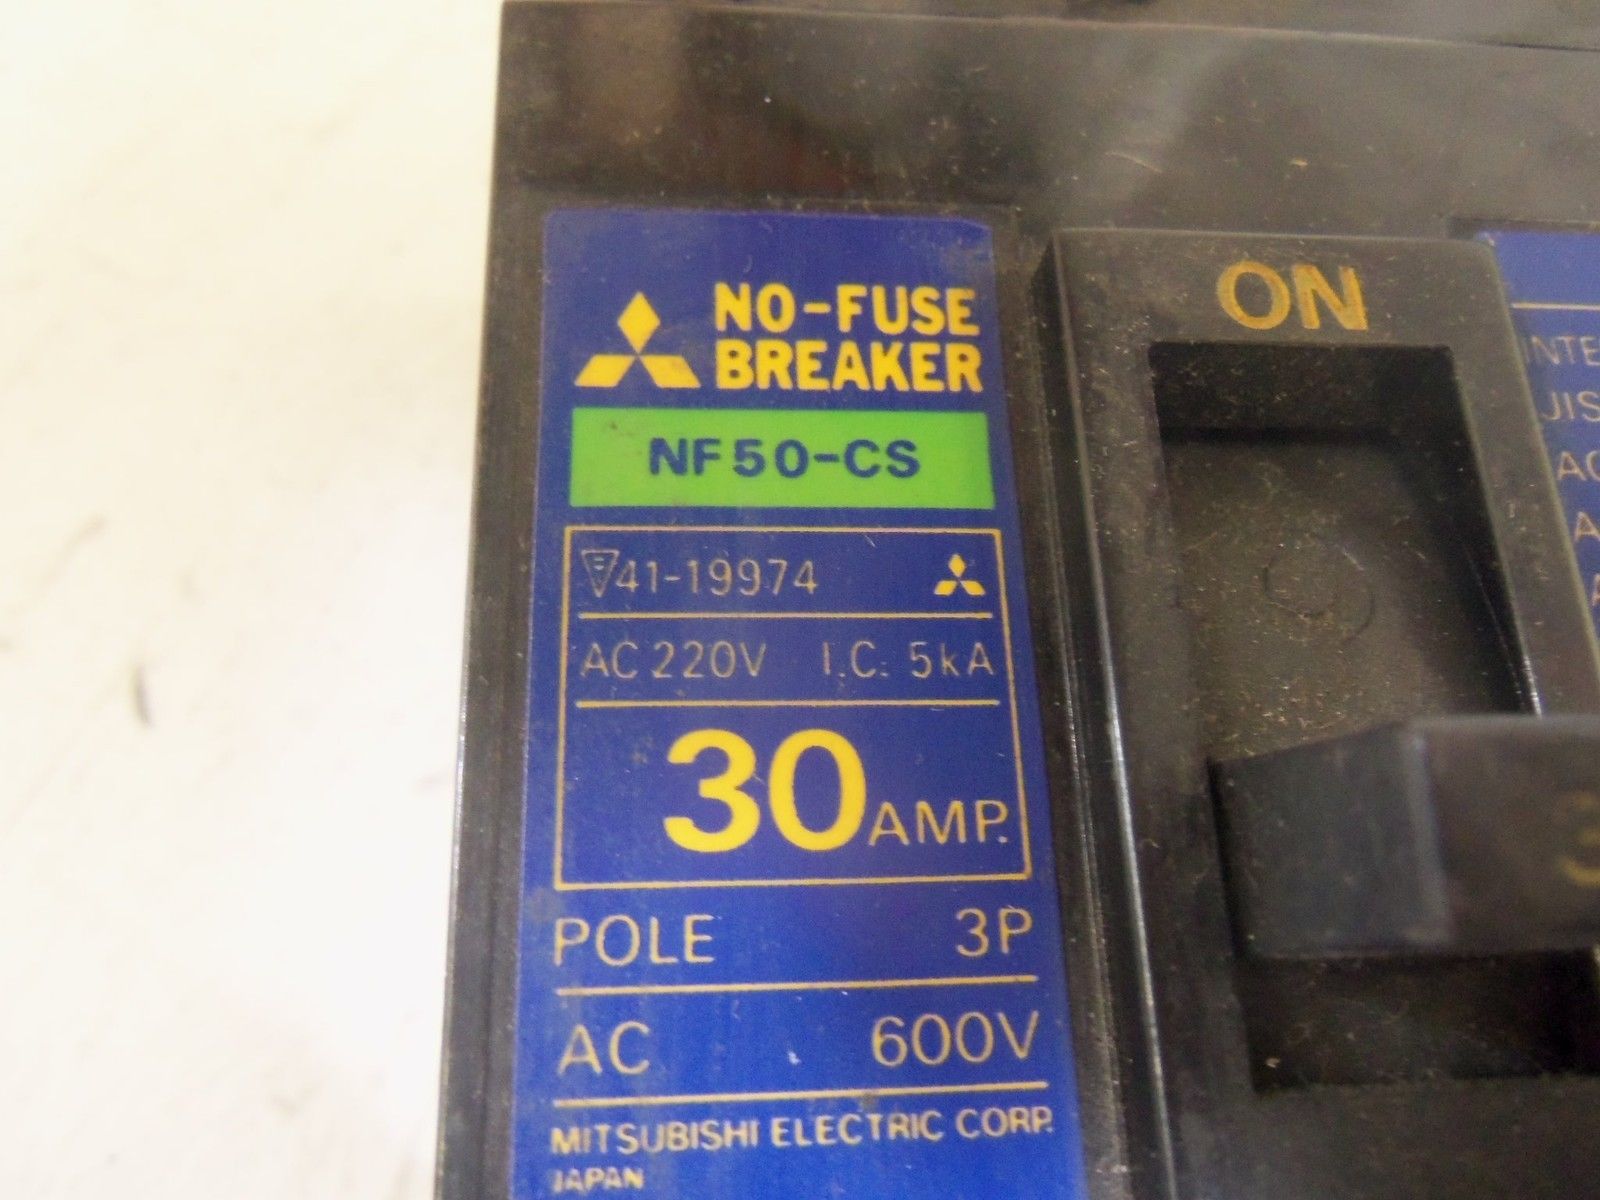 NO-FUSE
BREAKER
NF50-CS
41-19974
AC 220V I.C. 5kA
30 AMP.
POLE 3P
AC 600V
MITSUBISHI ELECTRIC CORP.
JAPAN
ON
JIS